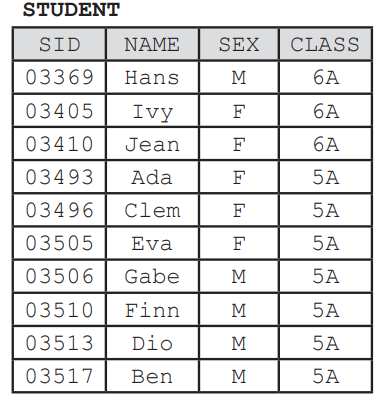 STUDENT
SID NAME SEX CLASS
03369 Hans M 6A
03405 Ivy F 6A
03410 Jean F 6A
03493 Ada F 5A
03496 Clem F 5A
03505 Eva F 5A
03506 Gabe M 5A
03510 Finn M 5A
03513 Dio M 5A
03517 Ben M 5A